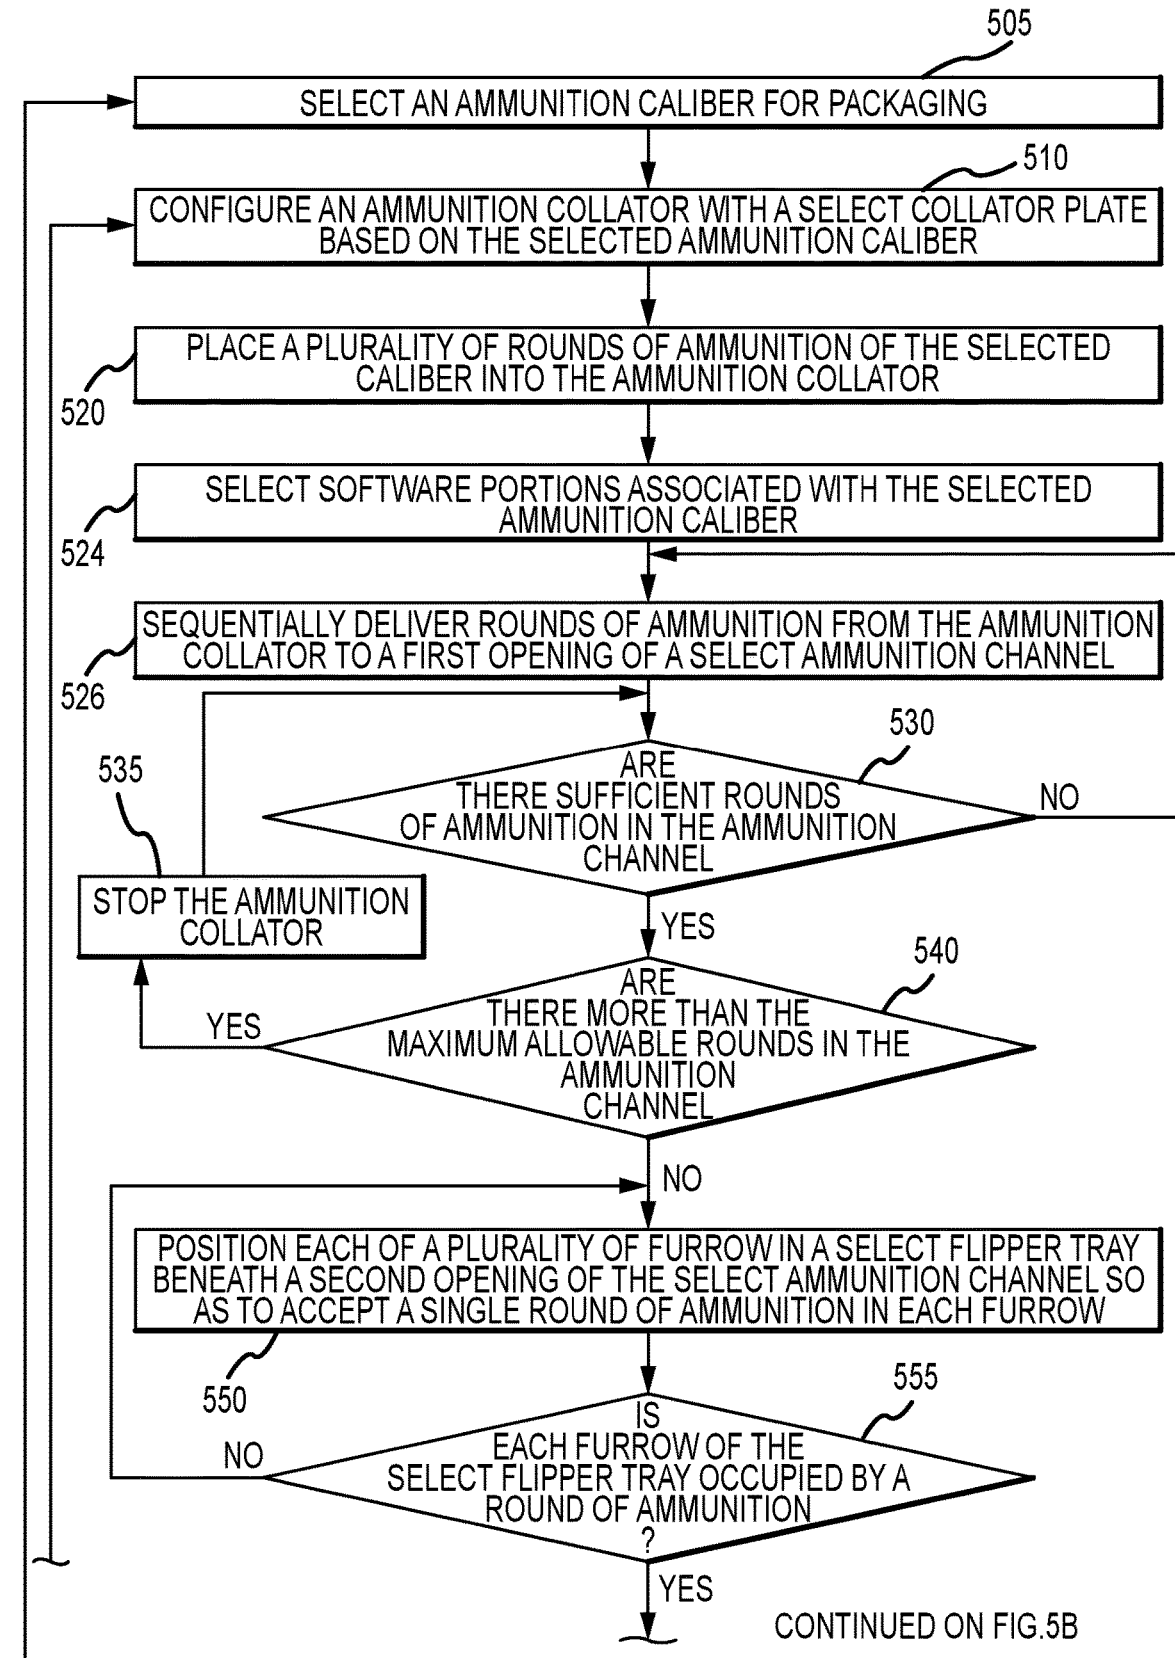 505
SELECT AN AMMUNITION CALIBER FOR PACKAGING
510
CONFIGURE AN AMMUNITION COLLATOR WITH A SELECT COLLATOR PLATE
BASED ON THE SELECTED AMMUNITION CALIBER
PLACE A PLURALITY OF ROUNDS OF AMMUNITION OF THE SELECTED
CALIBER INTO THE AMMUNITION COLLATOR
520
SELECT SOFTWARE PORTIONS ASSOCIATED WITH THE SELECTED
AMMUNITION CALIBER
524
SEQUENTIALLY DELIVER ROUNDS OF AMMUNITION FROM THE AMMUNITION
COLLATOR TO A FIRST OPENING OF A SELECT AMMUNITION CHANNEL
526
530
ARE
THERE SUFFICIENT ROUNDS
OF AMMUNITION IN THE AMMUNITION
CHANNEL
NO
535
STOP THE AMMUNITION
COLLATOR
YES
540
ARE
THERE MORE THAN THE
MAXIMUM ALLOWABLE ROUNDS IN THE
AMMUNITION
CHANNEL
YES
NO
POSITION EACH OF A PLURALITY OF FURROW IN A SELECT FLIPPER TRAY
BENEATH A SECOND OPENING OF THE SELECT AMMUNITION CHANNEL SO
AS TO ACCEPT A SINGLE ROUND OF AMMUNITION IN EACH FURROW
550
555
IS
EACH FURROW OF THE
SELECT FLIPPER TRAY OCCUPIED BY A
ROUND OF AMMUNITION
?
NO
YES
CONTINUED ON FIG.5B